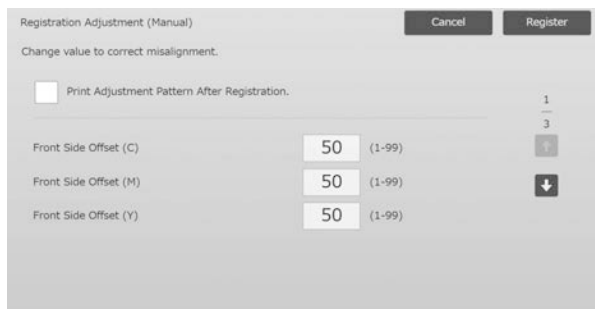 Registration Adjustment (Manual)
Cancel
Register
Change value to correct misalignment.
Print Adjustment Pattern After Registration.
1
3
Front Side Offset (C)
50
(1-99)
Front Side Offset (M)
50
(1-99)
Front Side Offset (Y)
50
(1-99)